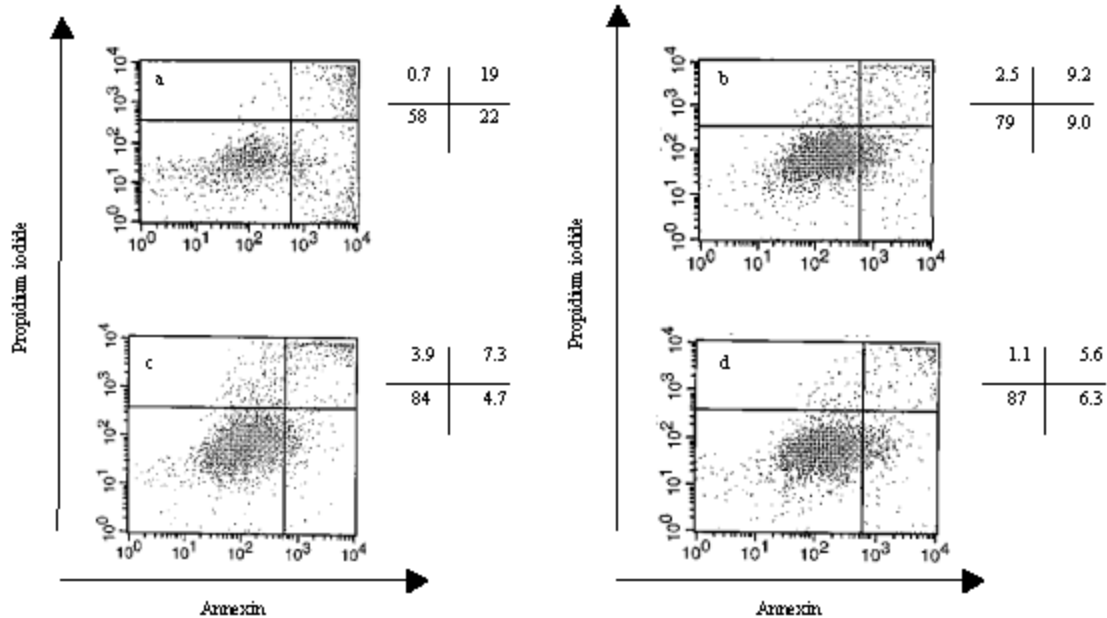 a
10⁴
10³
10²
10¹
10⁰
10⁰ 10¹ 10² 10³ 10⁴
0.7 19
58 22
b
10⁴
10³
10²
10¹
10⁰
10⁰ 10¹ 10² 10³ 10⁴
2.5 9.2
79 9.0
Propidium iodide
Propidium iodide
c
10⁴
10³
10²
10¹
10⁰
10⁰ 10¹ 10² 10³ 10⁴
3.9 7.3
84 4.7
d
10⁴
10³
10²
10¹
10⁰
10⁰ 10¹ 10² 10³ 10⁴
1.1 5.6
87 6.3
Annexin
Annexin